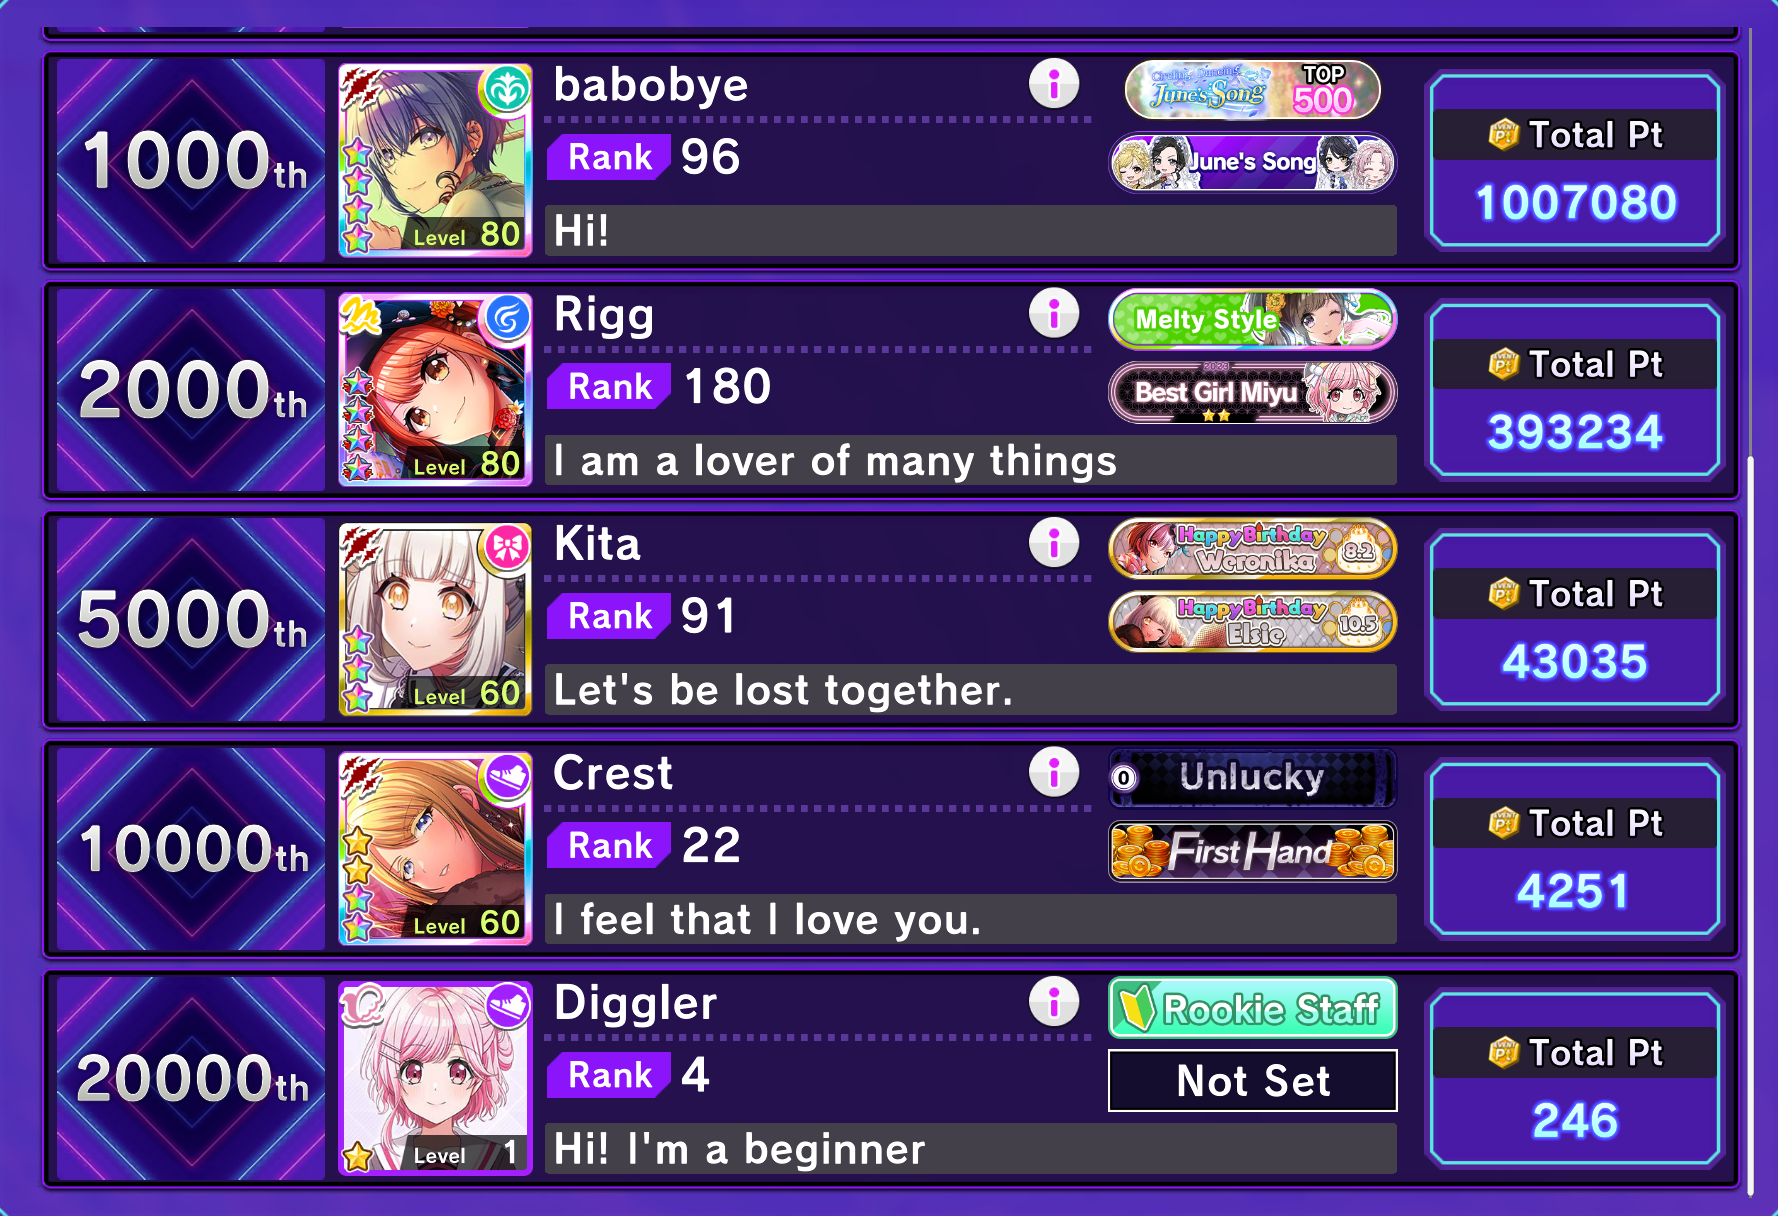 1000th
babobye
Circling Dancing
June's Song
TOP
500
Rank 96
June's Song
Hi!
Level 80
Total Pt
1007080
2000th
Rigg
Melty Style
Rank 180
2023
Best Girl Miyu
I am a lover of many things
Level 80
Total Pt
393234
5000th
Kita
Happy Birthday
Weronika
8.2
Rank 91
Happy Birthday
Elsie
10.5
Let's be lost together.
Level 60
Total Pt
43035
10000th
Crest
0 Unlucky
Rank 22
First Hand
I feel that I love you.
Level 60
Total Pt
4251
20000th
Diggler
Rookie Staff
Rank 4
Not Set
Hi! I'm a beginner
Level 1
Total Pt
246